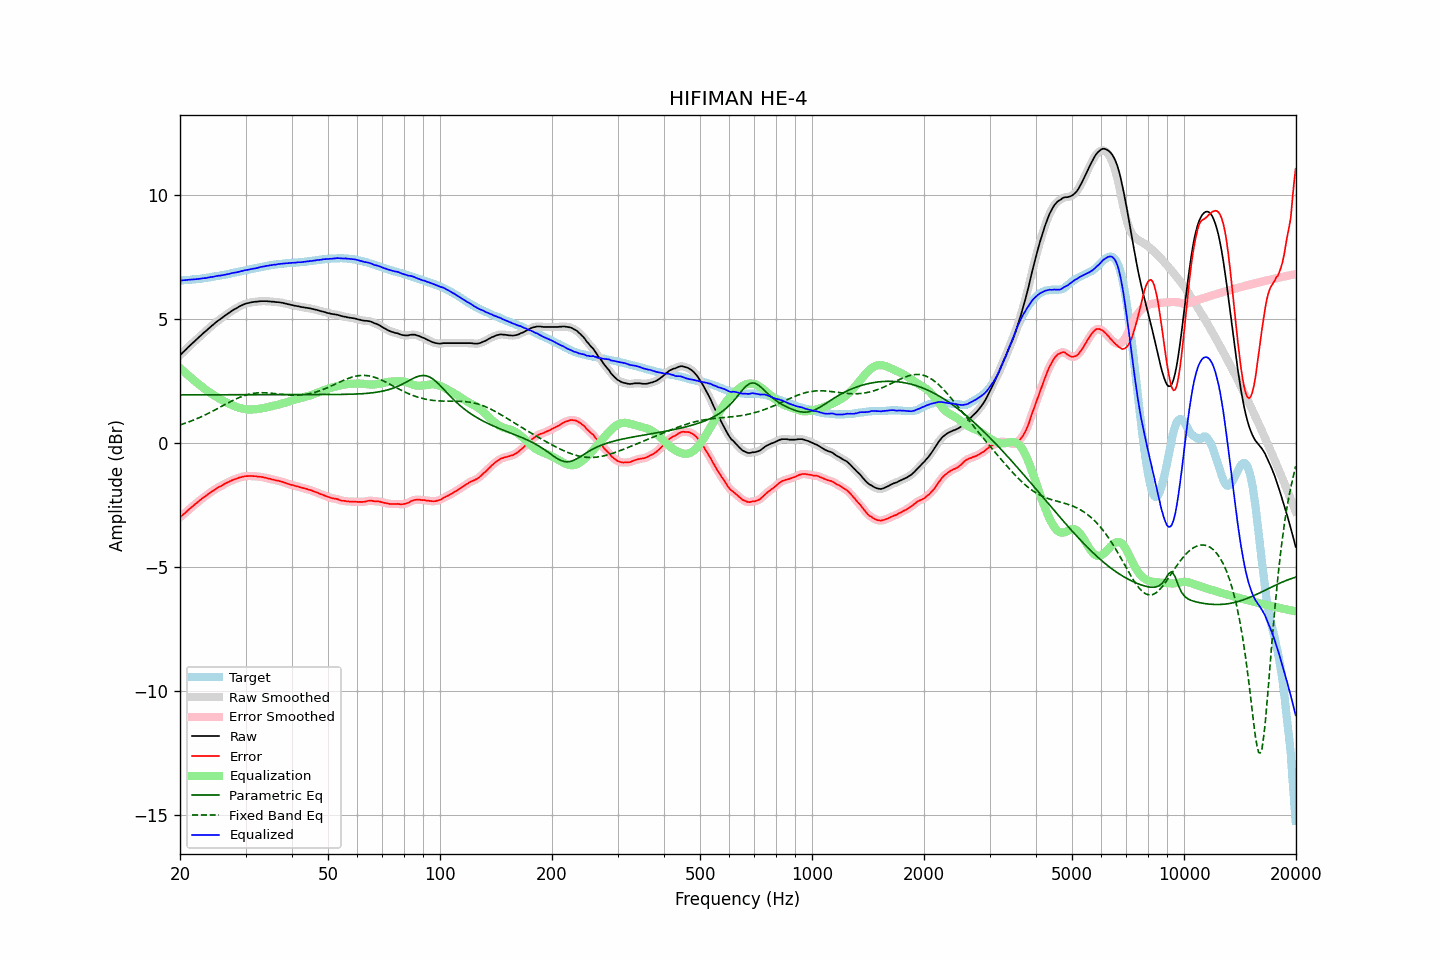 HIFIMAN HE-4
Amplitude (dBr)
10
5
0
−5
−10
−15
Target
Raw Smoothed
Error Smoothed
Raw
Error
Equalization
Parametric Eq
Fixed Band Eq
Equalized
20 50 100 200 500 1000 2000 5000 10000 20000
Frequency (Hz)